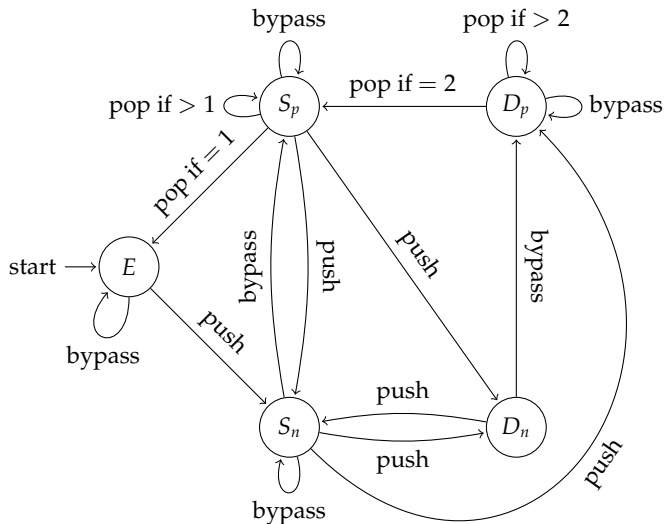 bypass
pop if > 2
pop if > 1
S_p
pop if = 2
D_p
bypass
pop if = 1
push
bypass
push
bypass
start
E
bypass
push
push
S_n
push
D_n
push
bypass